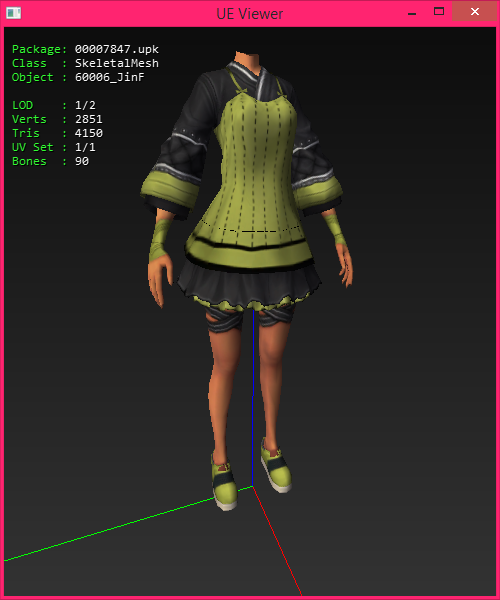 UE Viewer
Package: 00007847.upk
Class  : SkeletalMesh
Object : 60006_JinF
LOD    : 1/2
Verts  : 2851
Tris   : 4150
UV Set : 1/1
Bones  : 90